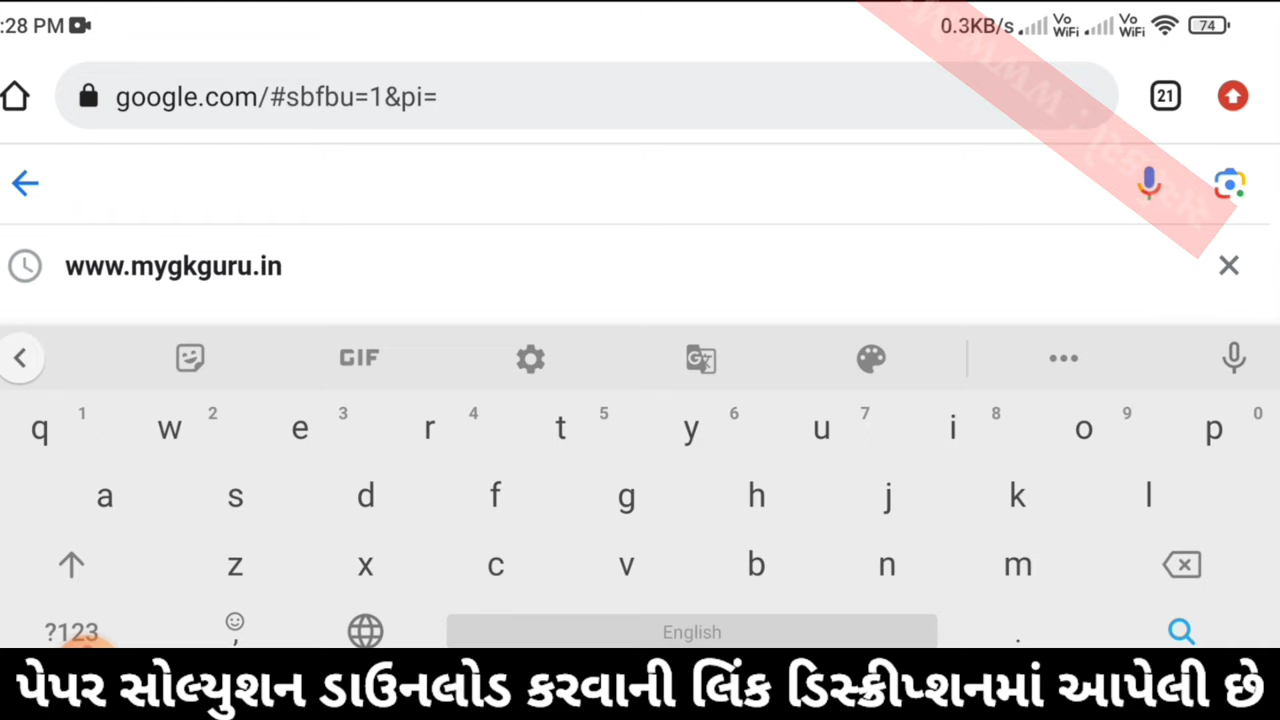 :28 PM 0.3KB/s Vo WiFi Vo WiFi 74
google.com/#sbfbu=1&pi= 21
www.mygkguru.in
GIF
q 1 w 2 e 3 r 4 t 5 y 6 u 7 i 8 o 9 p 0
a s d f g h j k l
z x c v b n m
?123 , English .
પેપર સોલ્યુશન ડાઉનલોડ કરવાની લિંક ડિસ્ક્રીપ્શનમાં આપેલી છે